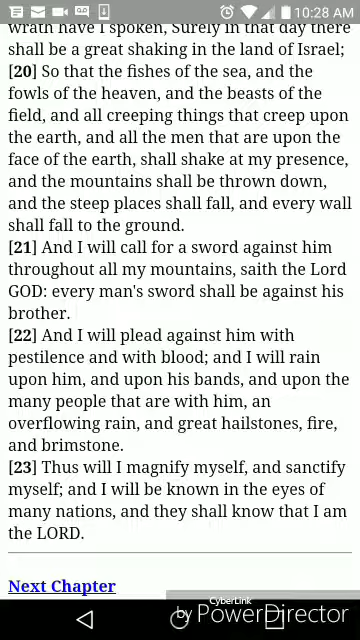 10:28 AM
wrath have I spoken, Surely in that day there
shall be a great shaking in the land of Israel;
[20] So that the fishes of the sea, and the
fowls of the heaven, and the beasts of the
field, and all creeping things that creep upon
the earth, and all the men that are upon the
face of the earth, shall shake at my presence,
and the mountains shall be thrown down,
and the steep places shall fall, and every wall
shall fall to the ground.
[21] And I will call for a sword against him
throughout all my mountains, saith the Lord
GOD: every man's sword shall be against his
brother.
[22] And I will plead against him with
pestilence and with blood; and I will rain
upon him, and upon his bands, and upon the
many people that are with him, an
overflowing rain, and great hailstones, fire,
and brimstone.
[23] Thus will I magnify myself, and sanctify
myself; and I will be known in the eyes of
many nations, and they shall know that I am
the LORD.
Next Chapter
CyberLink
by PowerDirector